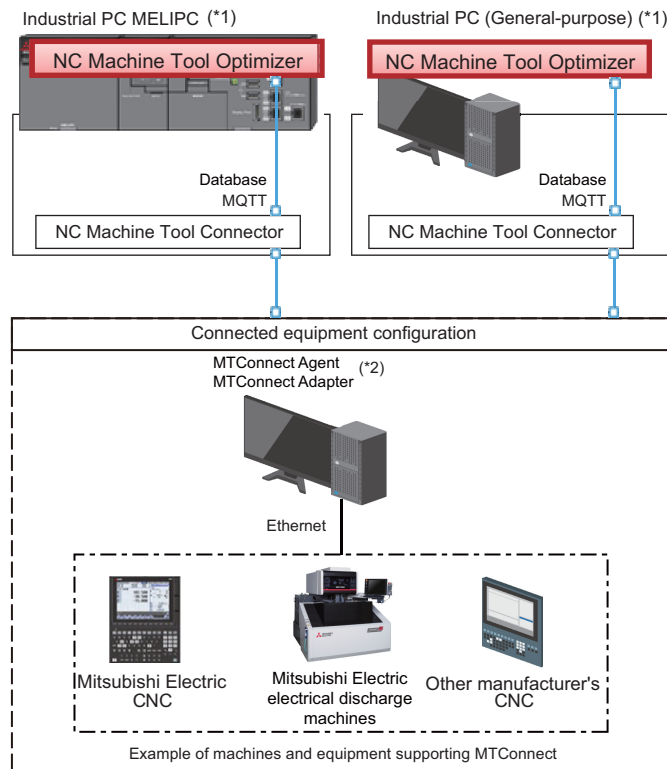 Industrial PC MELIPC (*1)
Industrial PC (General-purpose) (*1)
NC Machine Tool Optimizer
NC Machine Tool Optimizer
Database
MQTT
Database
MQTT
NC Machine Tool Connector
NC Machine Tool Connector
Connected equipment configuration
MTConnect Agent
MTConnect Adapter
(*2)
Ethernet
Mitsubishi Electric
CNC
Mitsubishi Electric
electrical discharge
machines
Other manufacturer's
CNC
Example of machines and equipment supporting MTConnect